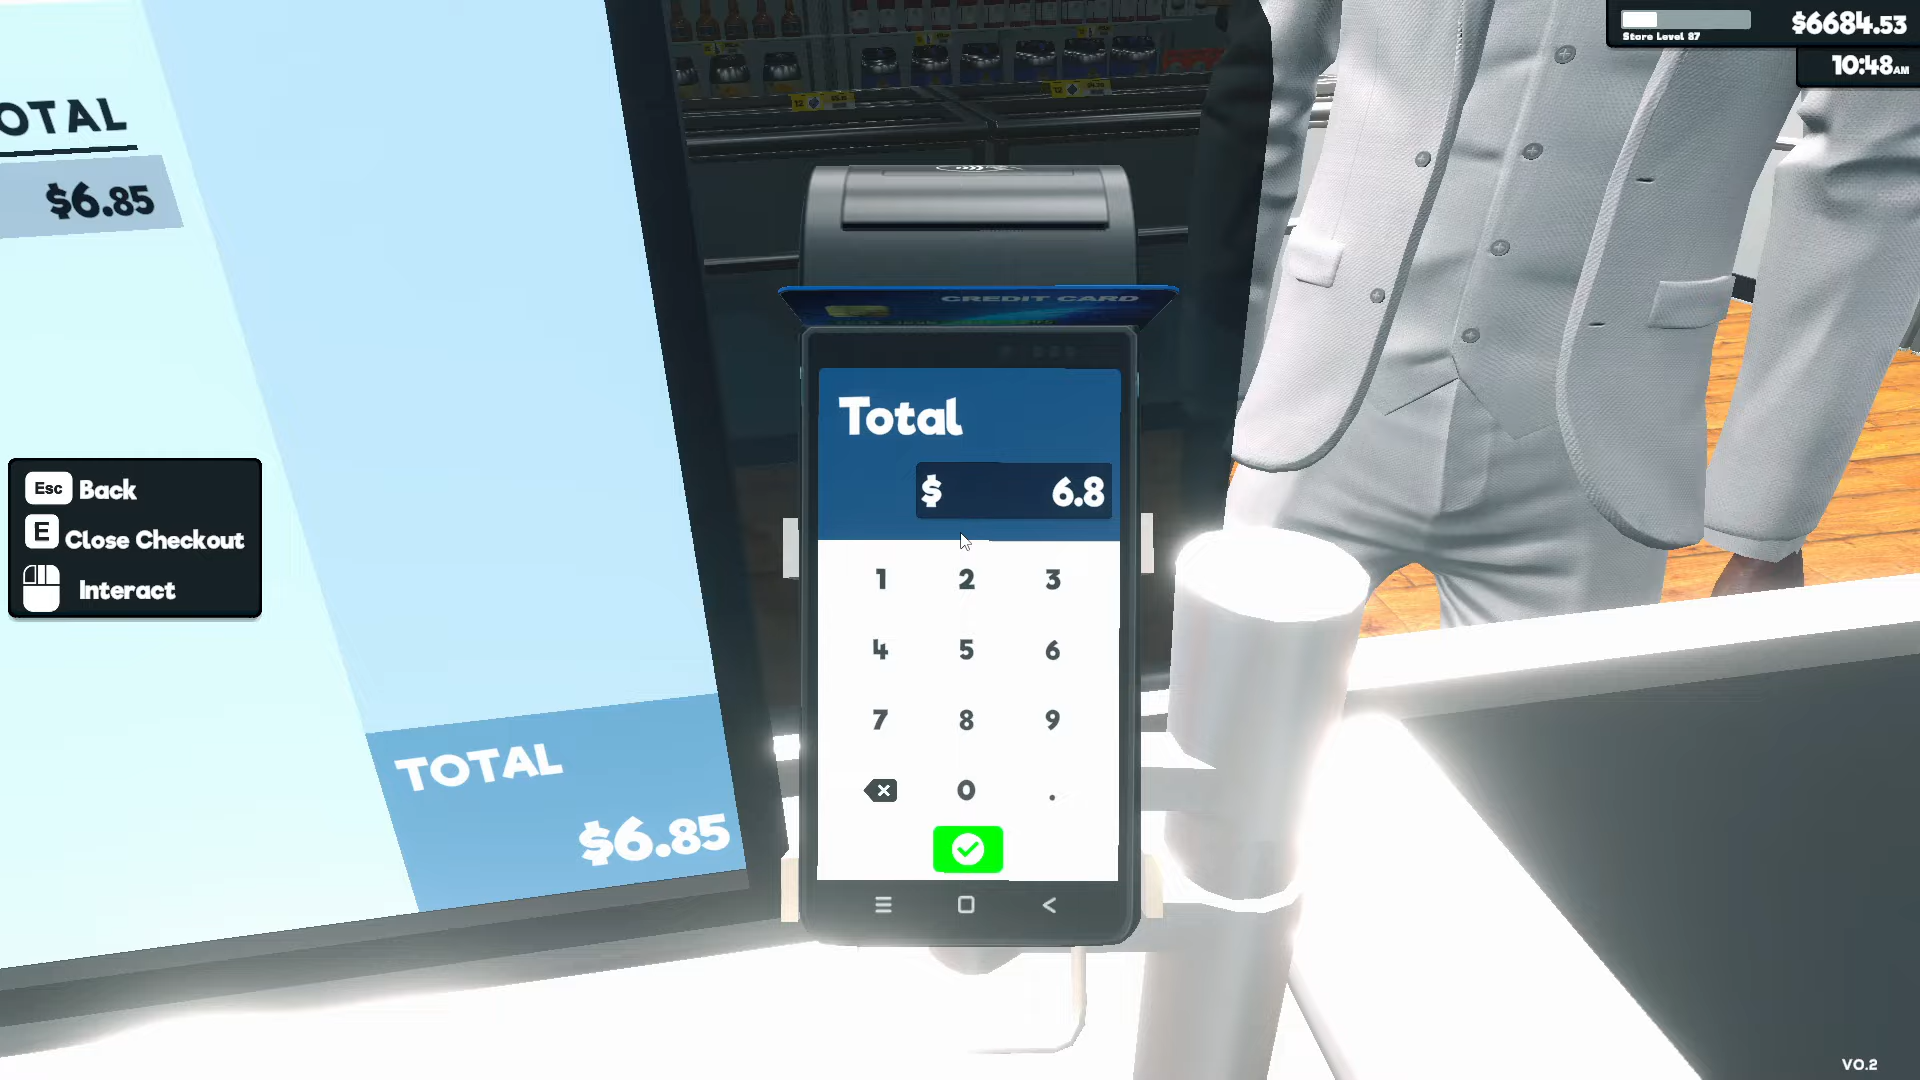 OTAL
$6.85
TOTAL
$6.85
Esc Back
E Close Checkout
Interact
CREDIT CARD
Total
$ 6.8
1 2 3
4 5 6
7 8 9
0 .
Store Level 87
$6684.53
10:48AM
V0.2